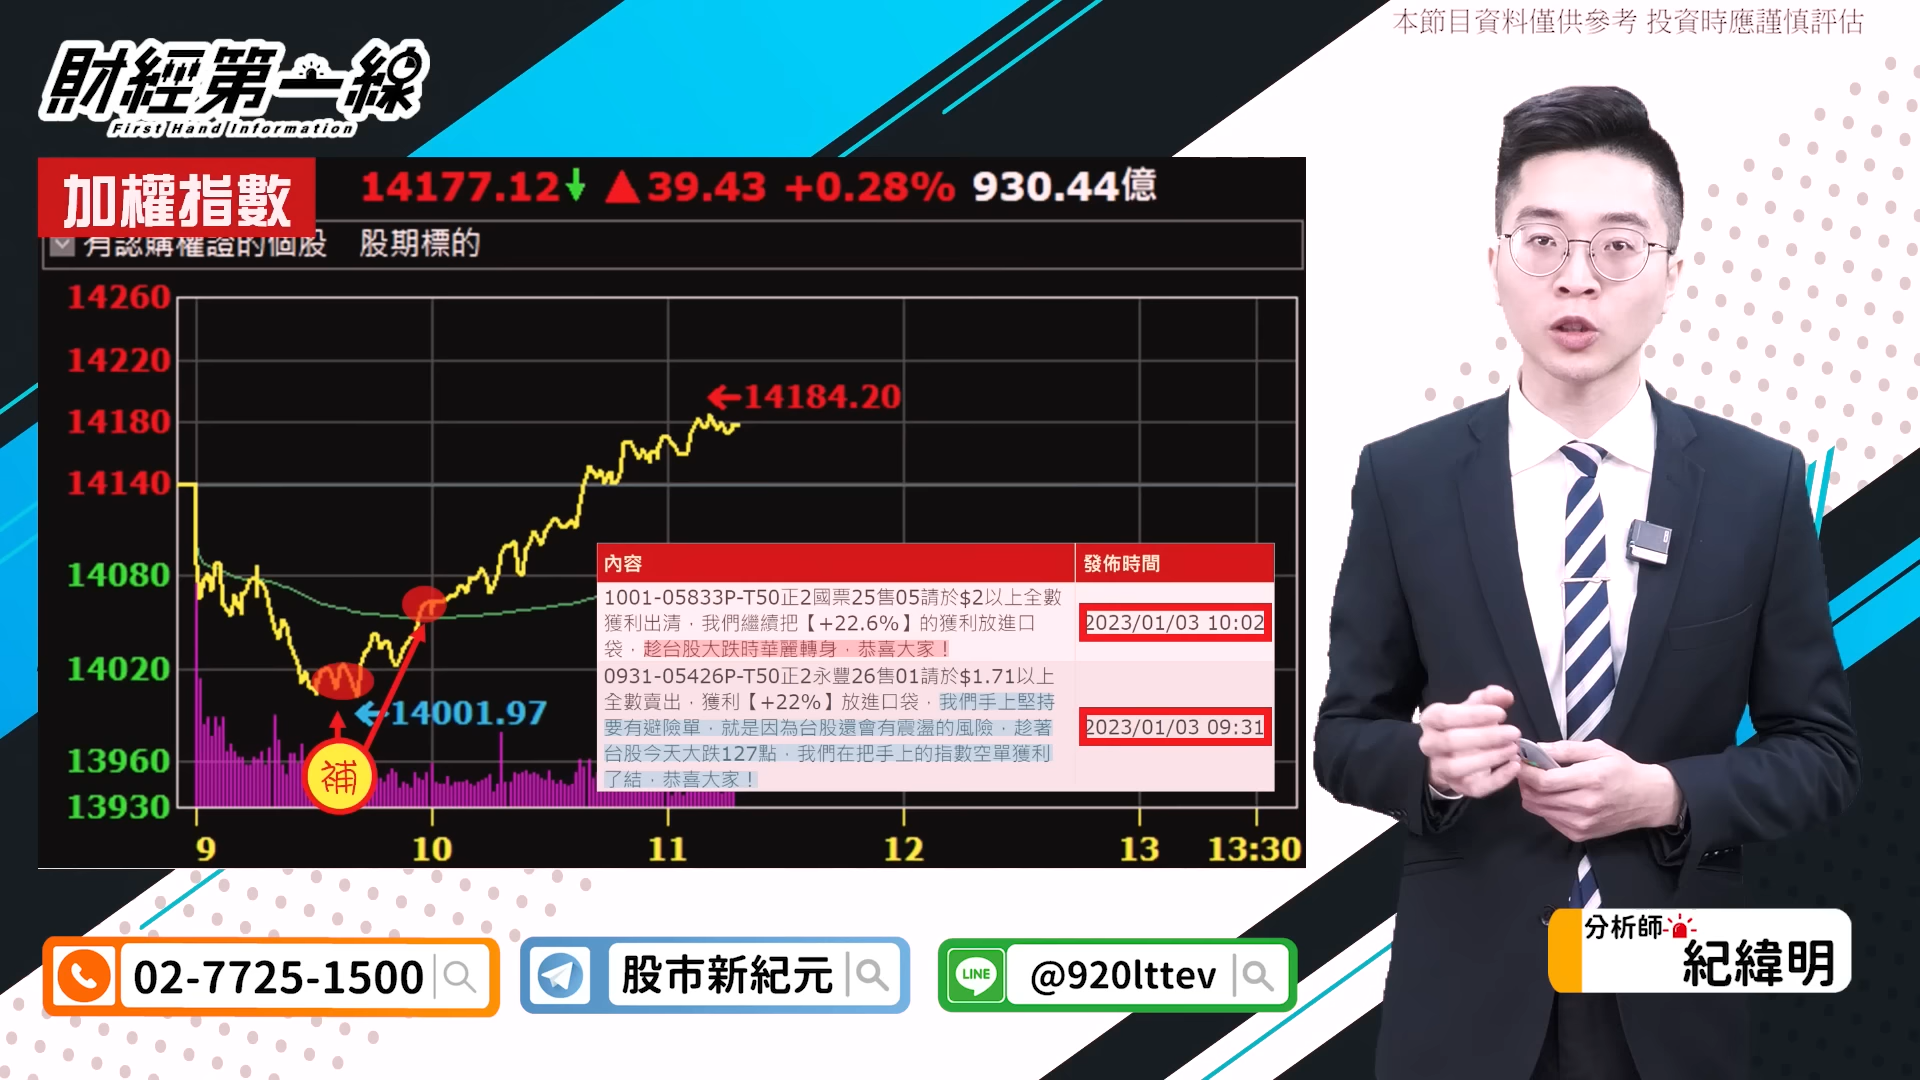 本節目資料僅供參考 投資時應謹慎評估
財經第一線
First Hand Information
加權指數
14177.12↓ ▲39.43 +0.28% 930.44億
有認購權證的個股 股期標的
14260
14220
14180
14140
14080
14020
13960
13930
←14184.20
←14001.97
補
內容 發佈時間
1001-05833P-T50正2國票25售05請於$2以上全數
獲利出清，我們繼續把【+22.6%】的獲利放進口
袋，趁台股大跌時華麗轉身，恭喜大家！
2023/01/03 10:02
0931-05426P-T50正2永豐26售01請於$1.71以上
全數賣出，獲利【+22%】放進口袋，我們手上堅持
要有避險單，就是因為台股還會有震盪的風險，趁著
台股今天大跌127點，我們在把手上的指數空單獲利
了結，恭喜大家！
2023/01/03 09:31
9 10 11 12 13 13:30
02-7725-1500
股市新紀元
LINE
@920lttev
分析師
紀緯明